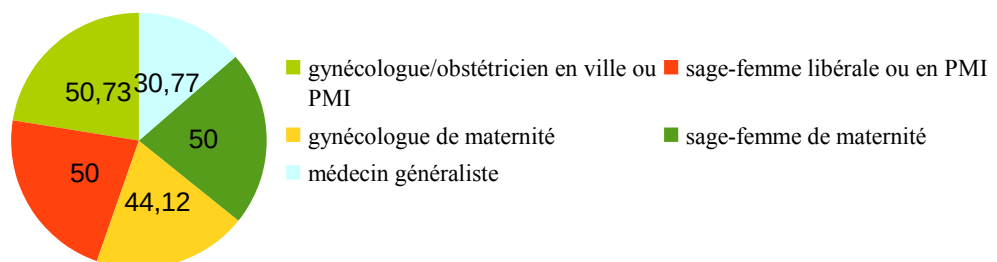 50,73
30,77
50
50
44,12
gynécologue/obstétricien en ville ou
PMI
sage-femme libérale ou en PMI
gynécologue de maternité
sage-femme de maternité
médecin généraliste